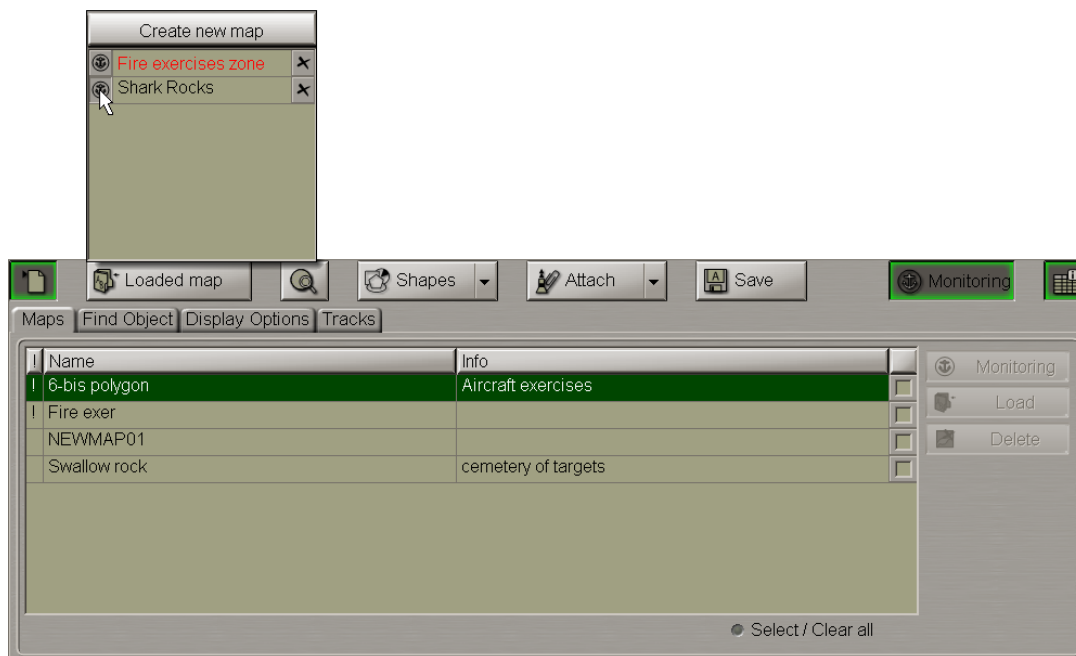 Create new map
Fire exercises zone
Shark Rocks
Loaded map Shapes Attach A Save Monitoring
Maps Find Object Display Options Tracks
! Name Info
! 6-bis polygon Aircraft exercises
! Fire exer
NEWMAP01
Swallow rock cemetery of targets
Monitoring
Load
Delete
Select / Clear all